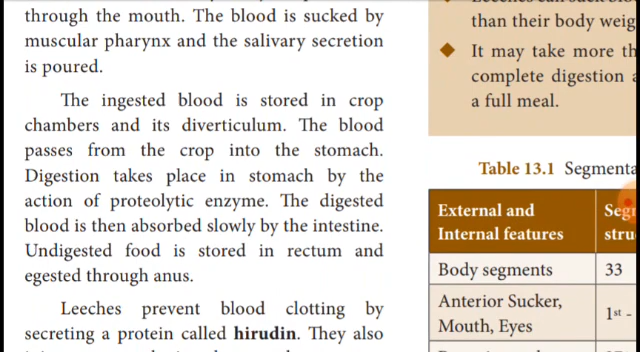 through the mouth. The blood is sucked by
muscular pharynx and the salivary secretion
is poured.
The ingested blood is stored in crop
chambers and its diverticulum. The blood
passes from the crop into the stomach.
Digestion takes place in stomach by the
action of proteolytic enzyme. The digested
blood is then absorbed slowly by the intestine.
Undigested food is stored in rectum and
egested through anus.
Leeches prevent blood clotting by
secreting a protein called hirudin. They also
than their body weig
It may take more th
complete digestion a
a full meal.
Table 13.1 Segmenta
External and
Internal features
Segm
stru
Body segments 33
Anterior Sucker,
Mouth, Eyes
1st -